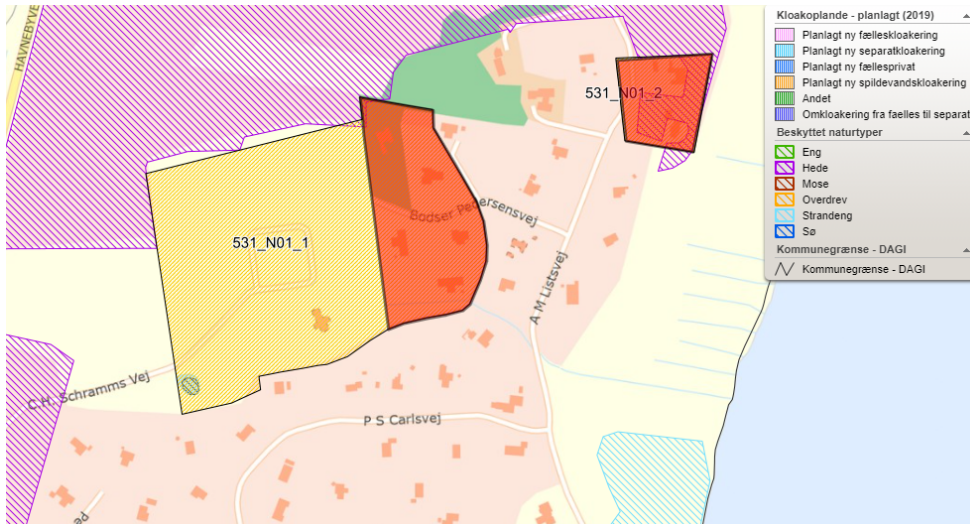 Kloakoplande - planlagt (2019)
Planlagt ny fælleskloakering
Planlagt ny separatkloakering
Planlagt ny fællesprivat
Planlagt ny spildevandskloakering
Andet
Omkloakering fra fælles til separat
Beskyttet naturtyper
Eng
Hede
Mose
Overdrev
Strandeng
Sø
Kommunegrænse - DAGI
Kommunegrænse - DAGI
HAVNEBYVE
531_N01_2
Bodser Pedersensvej
531_N01_1
A M Listsvej
C.H. Schramms Vej
P S Carlsvej
Pe